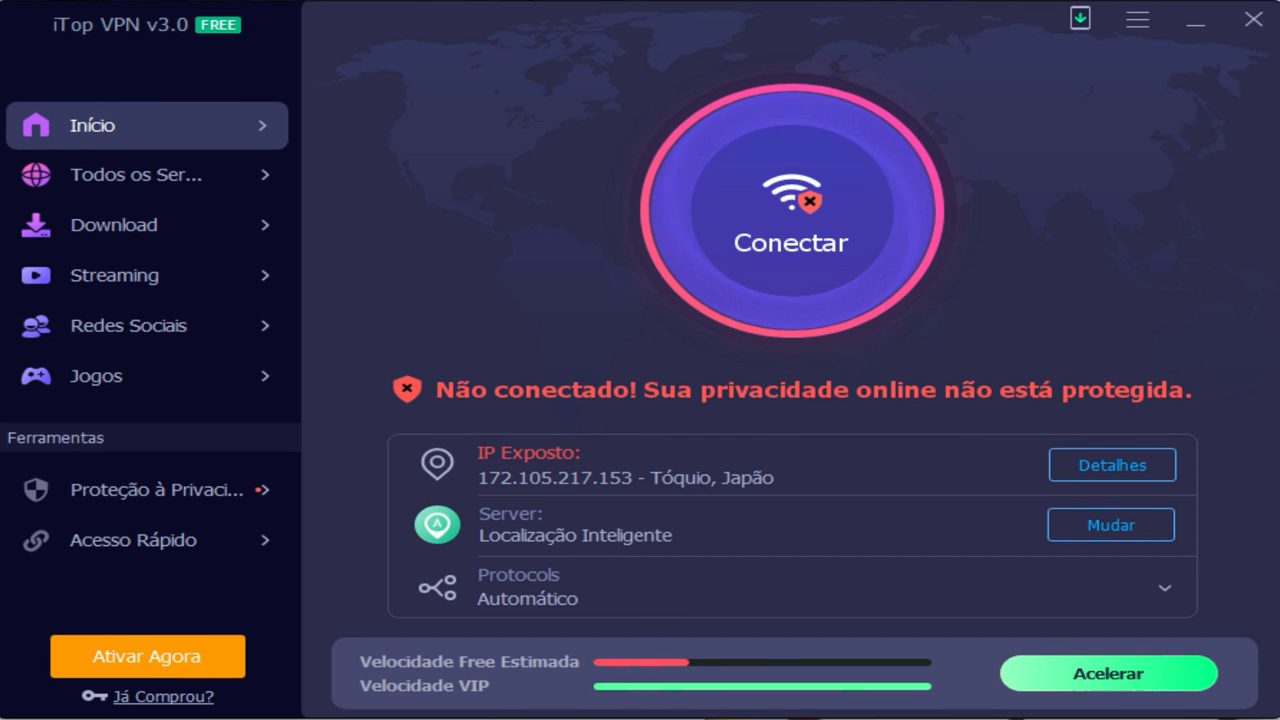 iTop VPN v3.0 FREE
Início
Todos os Ser...
Download
Streaming
Redes Sociais
Jogos
Ferramentas
Proteção à Privaci...
Acesso Rápido
Ativar Agora
Já Comprou?
Conectar
Não conectado! Sua privacidade online não está protegida.
IP Exposto:
172.105.217.153 - Tóquio, Japão
Detalhes
Server:
Localização Inteligente
Mudar
Protocols
Automático
Velocidade Free Estimada
Velocidade VIP
Acelerar